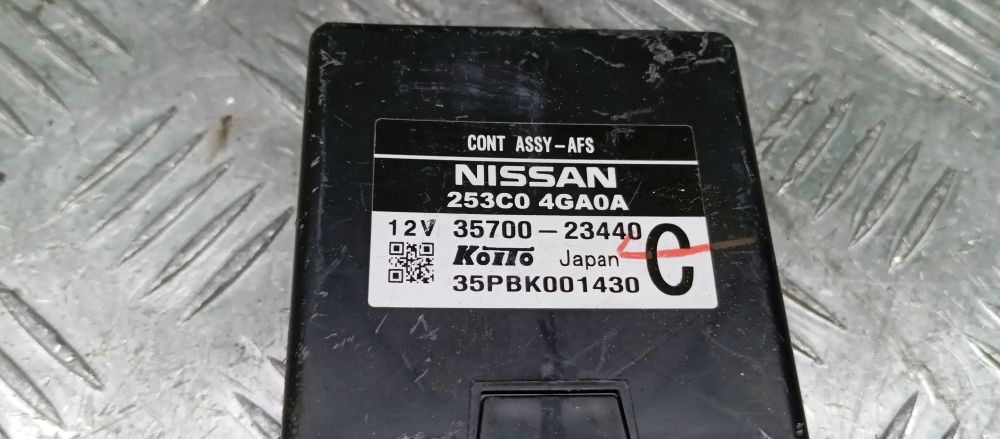 CONT ASSY-AFS
NISSAN
253C0 4GA0A
12V 35700-23440
Koito Japan C
35PBK001430